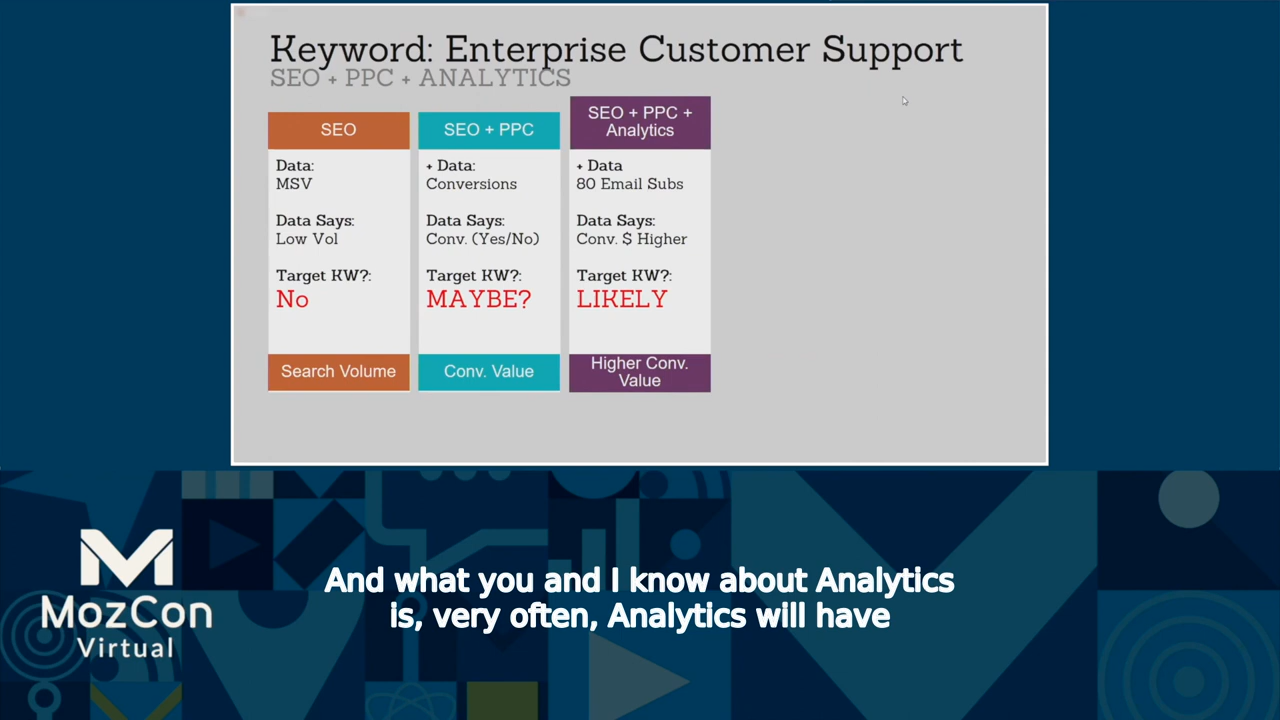 Keyword: Enterprise Customer Support
SEO + PPC + ANALYTICS
SEO
Data:
MSV
Data Says:
Low Vol
Target KW?:
No
Search Volume
SEO + PPC
+ Data:
Conversions
Data Says:
Conv. (Yes/No)
Target KW?:
MAYBE?
Conv. Value
SEO + PPC +
Analytics
+ Data
80 Email Subs
Data Says:
Conv. $ Higher
Target KW?:
LIKELY
Higher Conv.
Value
MozCon
Virtual
And what you and I know about Analytics
is, very often, Analytics will have